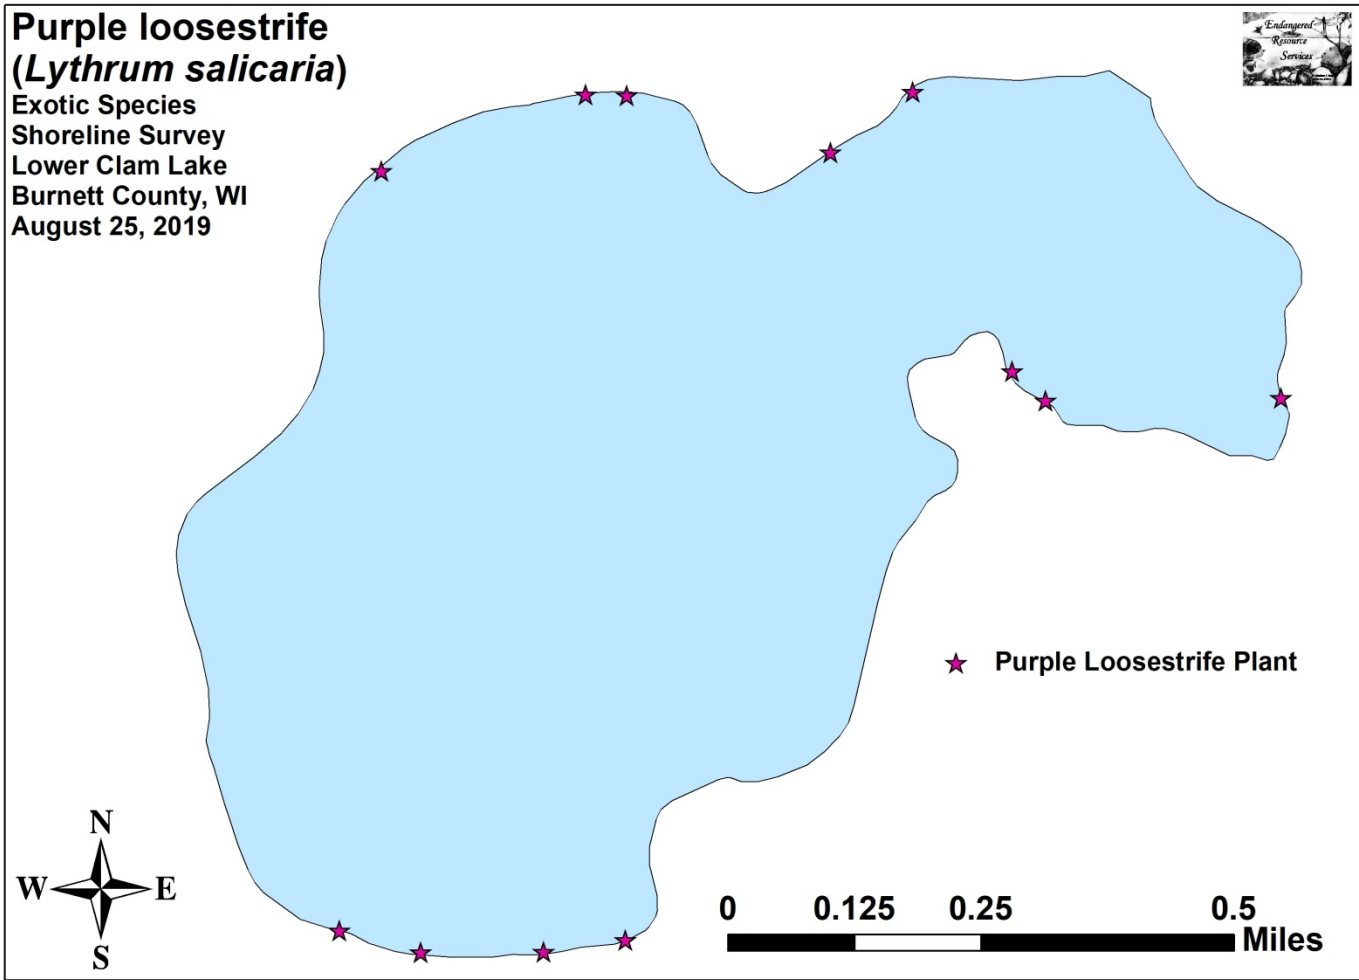 Purple loosestrife
(Lythrum salicaria)
Exotic Species
Shoreline Survey
Lower Clam Lake
Burnett County, WI
August 25, 2019
Endangered
Resource
Services
Purple Loosestrife Plant
N
W E
S
0 0.125 0.25 0.5
Miles